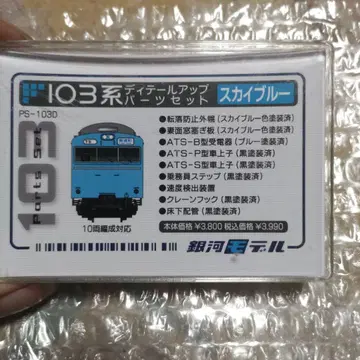 103系 ディテールアップパーツセット スカイブルー
PS-103D
103
Parts Set
●転落防止外幌(スカイブルー色塗装済)
●妻面窓塞ぎ板(スカイブルー色塗装済)
●ATS-B型受電器(ブルー塗装済)
●ATS-P型車上子(黒塗装済)
●ATS-S型車上子(黒塗装済)
●乗務員ステップ(黒塗装済)
●速度検出装置
●クレーンフック(黒塗装済)
●床下配管(黒塗装済)
10両編成対応
本体価格 ¥3,800 税込価格 ¥3,990
銀河モデル